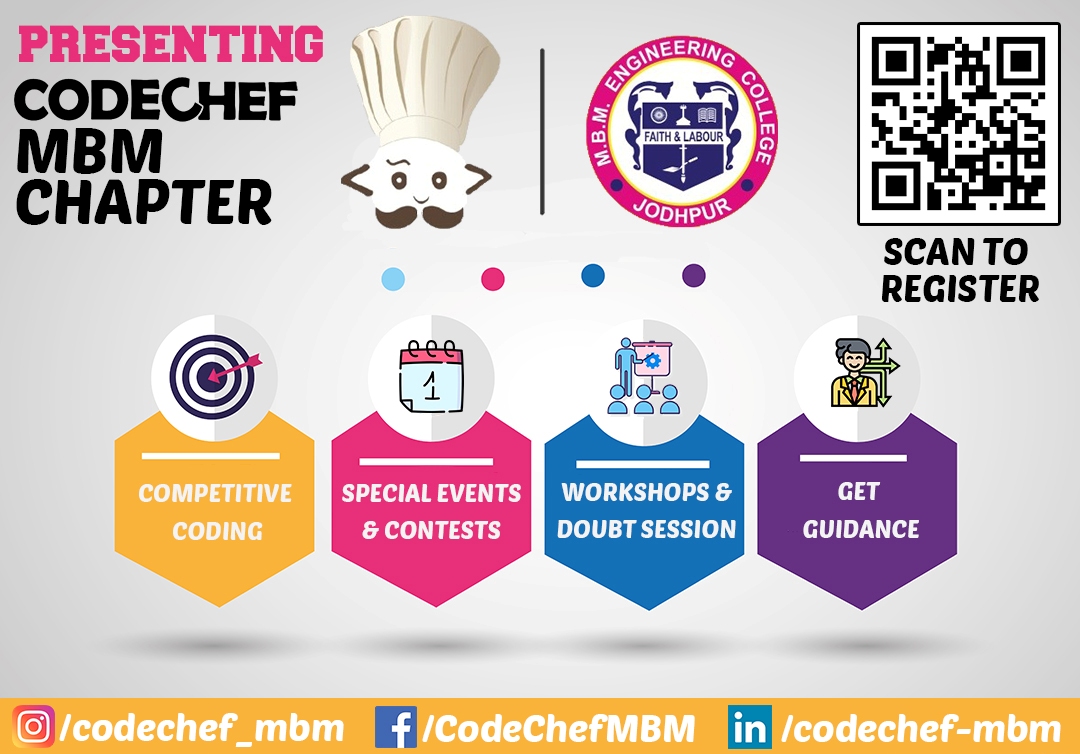 PRESENTING
CODECHEF
MBM
CHAPTER
M.B.M. ENGINEERING COLLEGE
FAITH & LABOUR
JODHPUR
SCAN TO
REGISTER
1
COMPETITIVE
CODING
SPECIAL EVENTS
& CONTESTS
WORKSHOPS &
DOUBT SESSION
GET
GUIDANCE
/codechef_mbm
/CodeChefMBM
in /codechef-mbm